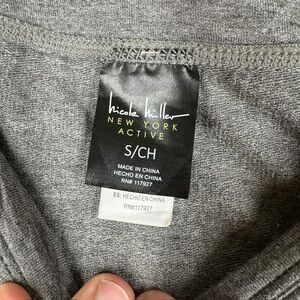 nicole miller
NEW YORK
ACTIVE
S/CH
MADE IN CHINA
HECHO EN CHINA
RN# 117927
ES: HECHO EN CHINA
RN#117927